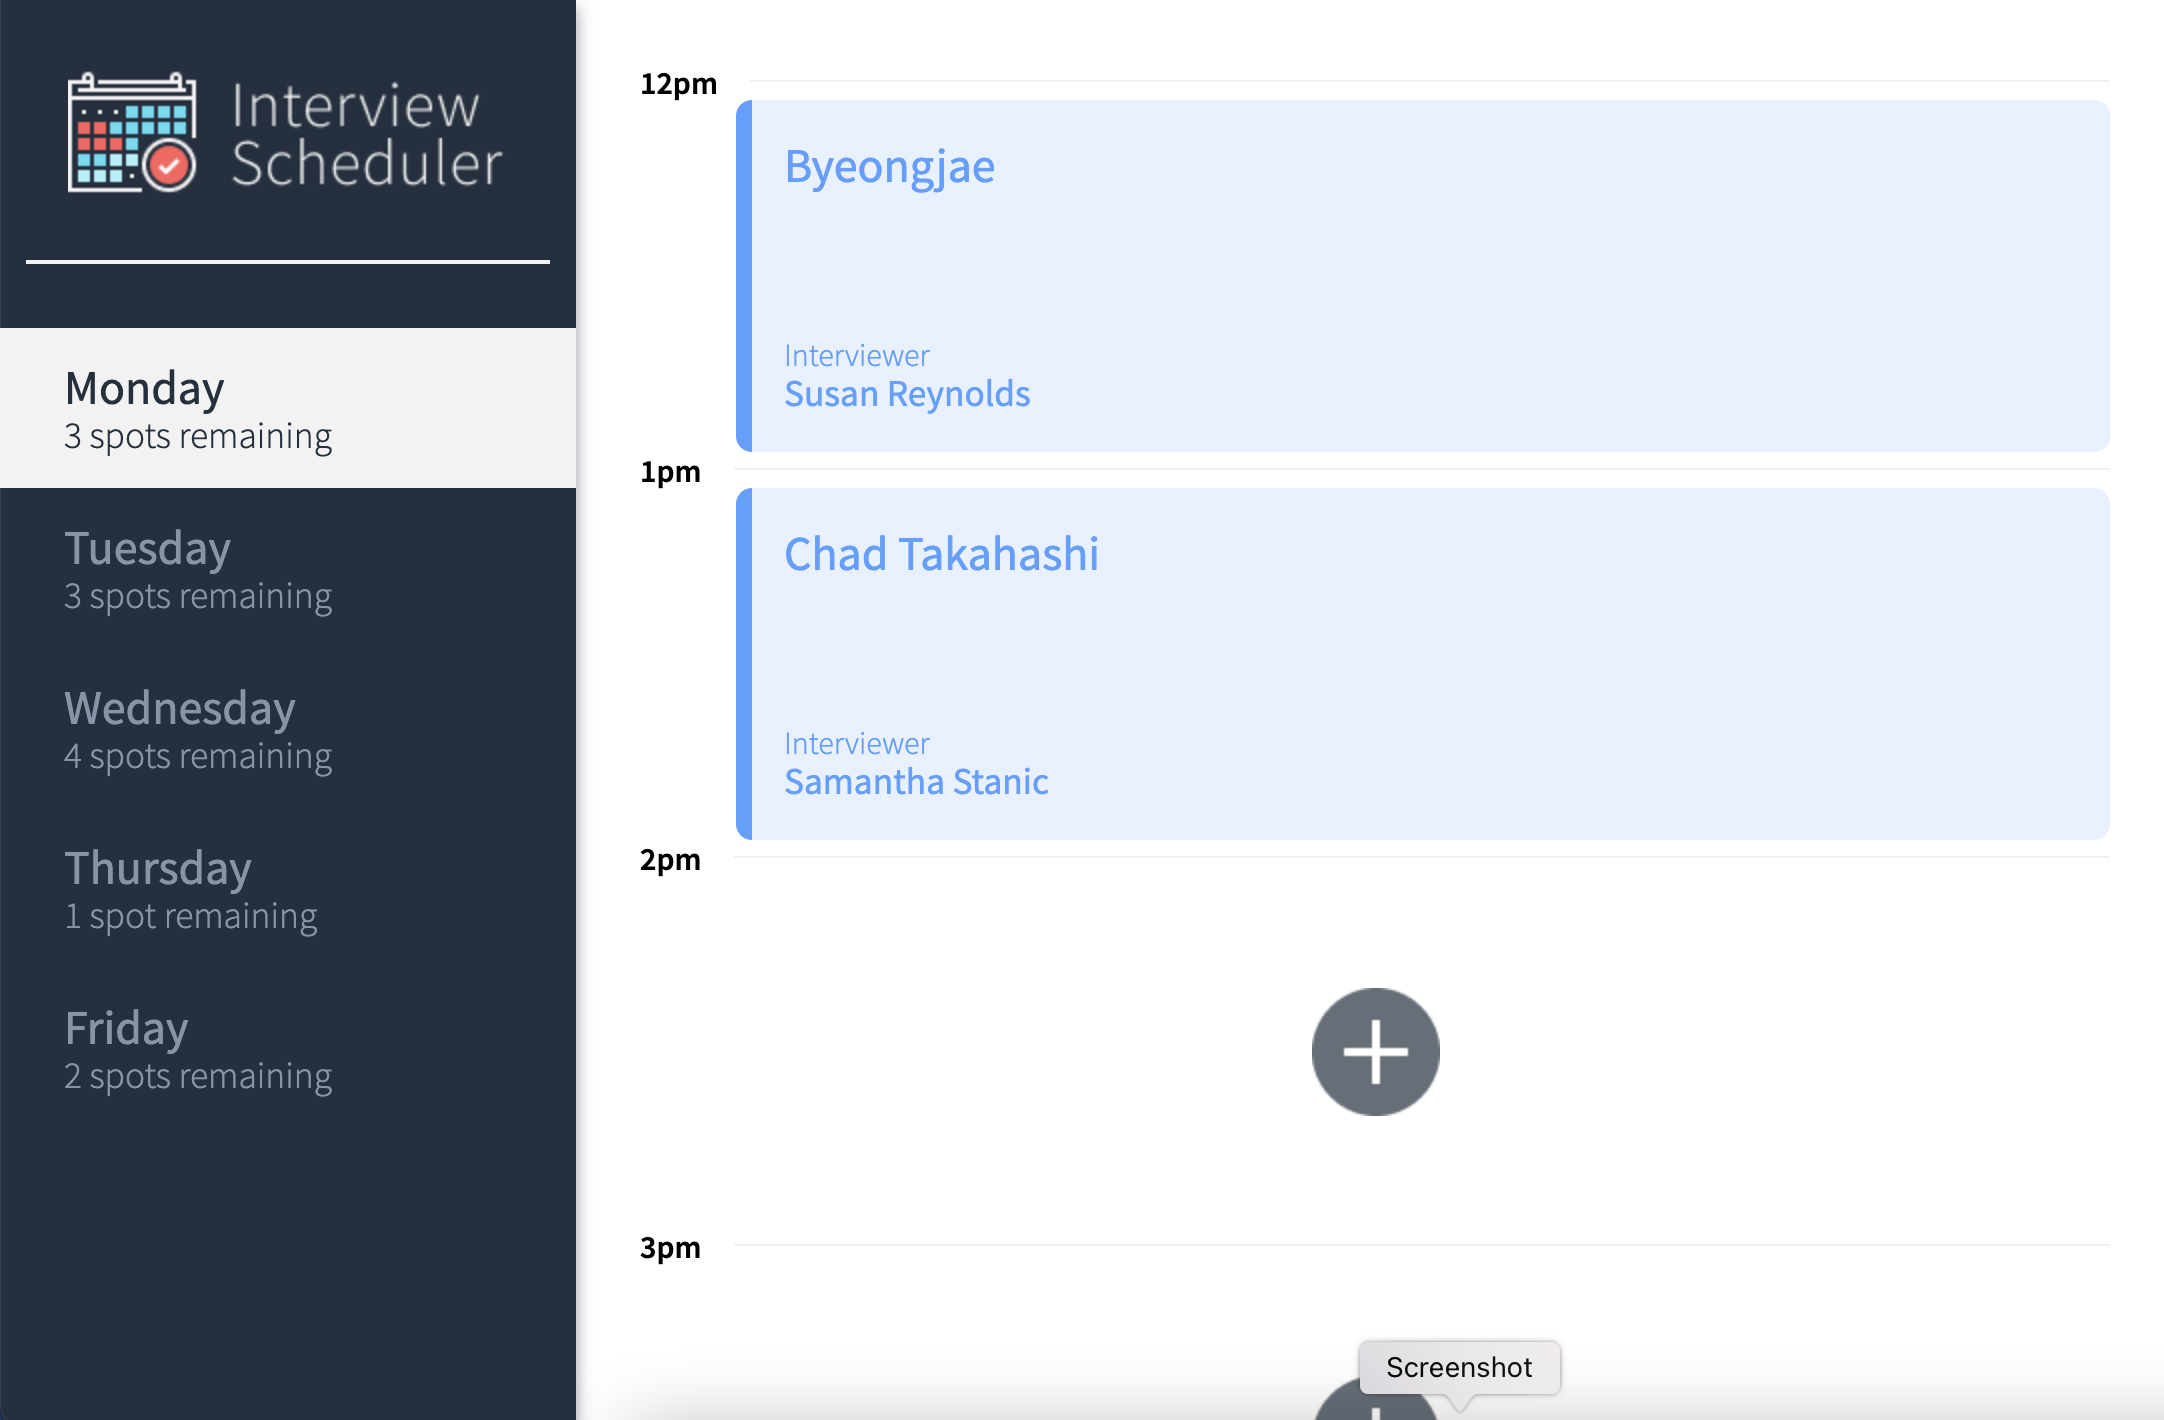 Interview
Scheduler
Monday
3 spots remaining
Tuesday
3 spots remaining
Wednesday
4 spots remaining
Thursday
1 spot remaining
Friday
2 spots remaining
12pm
Byeongjae
Interviewer
Susan Reynolds
1pm
Chad Takahashi
Interviewer
Samantha Stanic
2pm
3pm
Screenshot